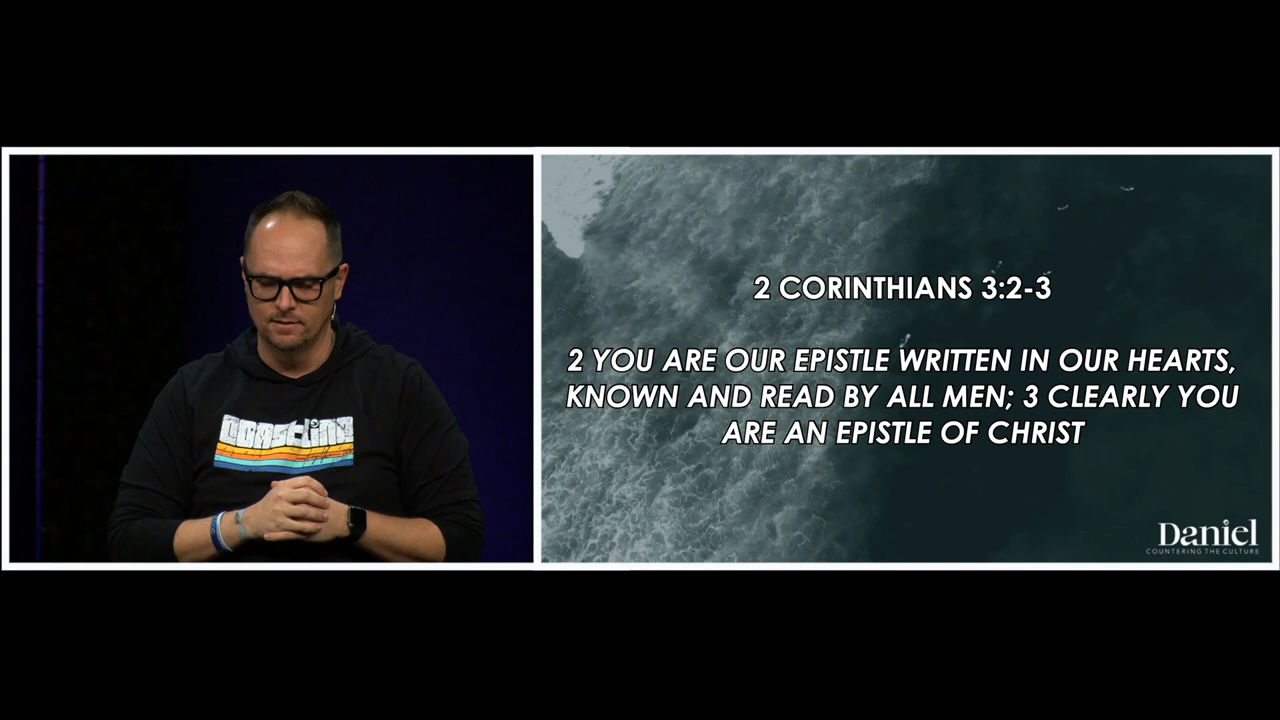 COASTLINE
2 CORINTHIANS 3:2-3
2 YOU ARE OUR EPISTLE WRITTEN IN OUR HEARTS,
KNOWN AND READ BY ALL MEN; 3 CLEARLY YOU
ARE AN EPISTLE OF CHRIST
Daniel
COUNTERING THE CULTURE